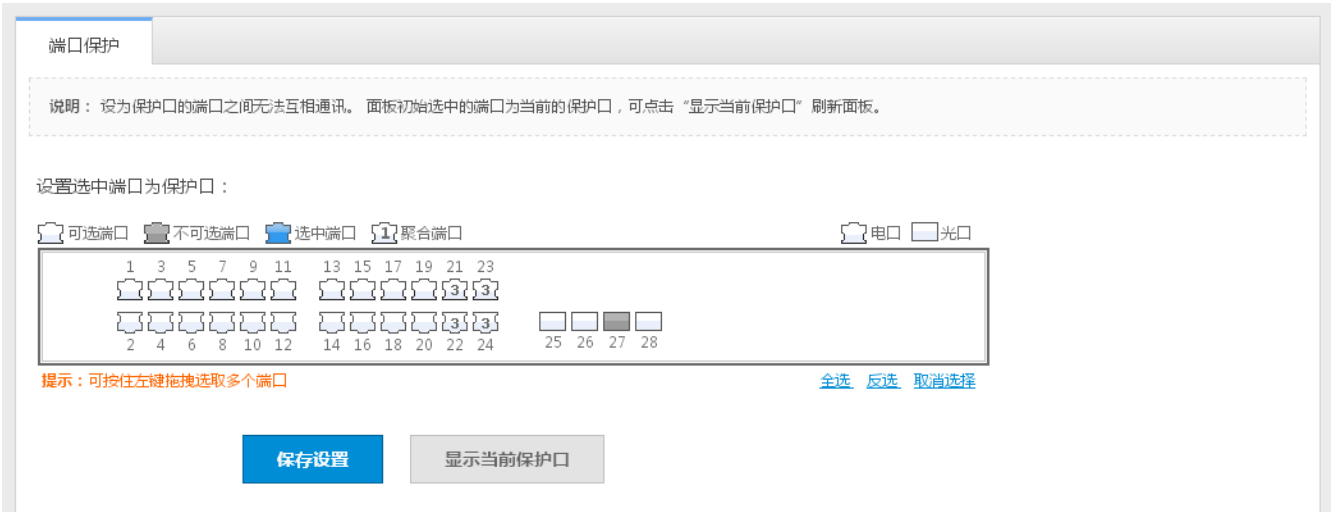 端口保护
说明： 设为保护口的端口之间无法互相通讯。 面板初始选中的端口为当前的保护口，可点击“显示当前保护口”刷新面板。
设置选中端口为保护口：
可选端口 不可选端口 选中端口 1 聚合端口 电口 光口
1 3 5 7 9 11 13 15 17 19 21 23
3 3
3 3
2 4 6 8 10 12 14 16 18 20 22 24 25 26 27 28
提示：可按住左键拖拽选取多个端口 全选 反选 取消选择
保存设置 显示当前保护口